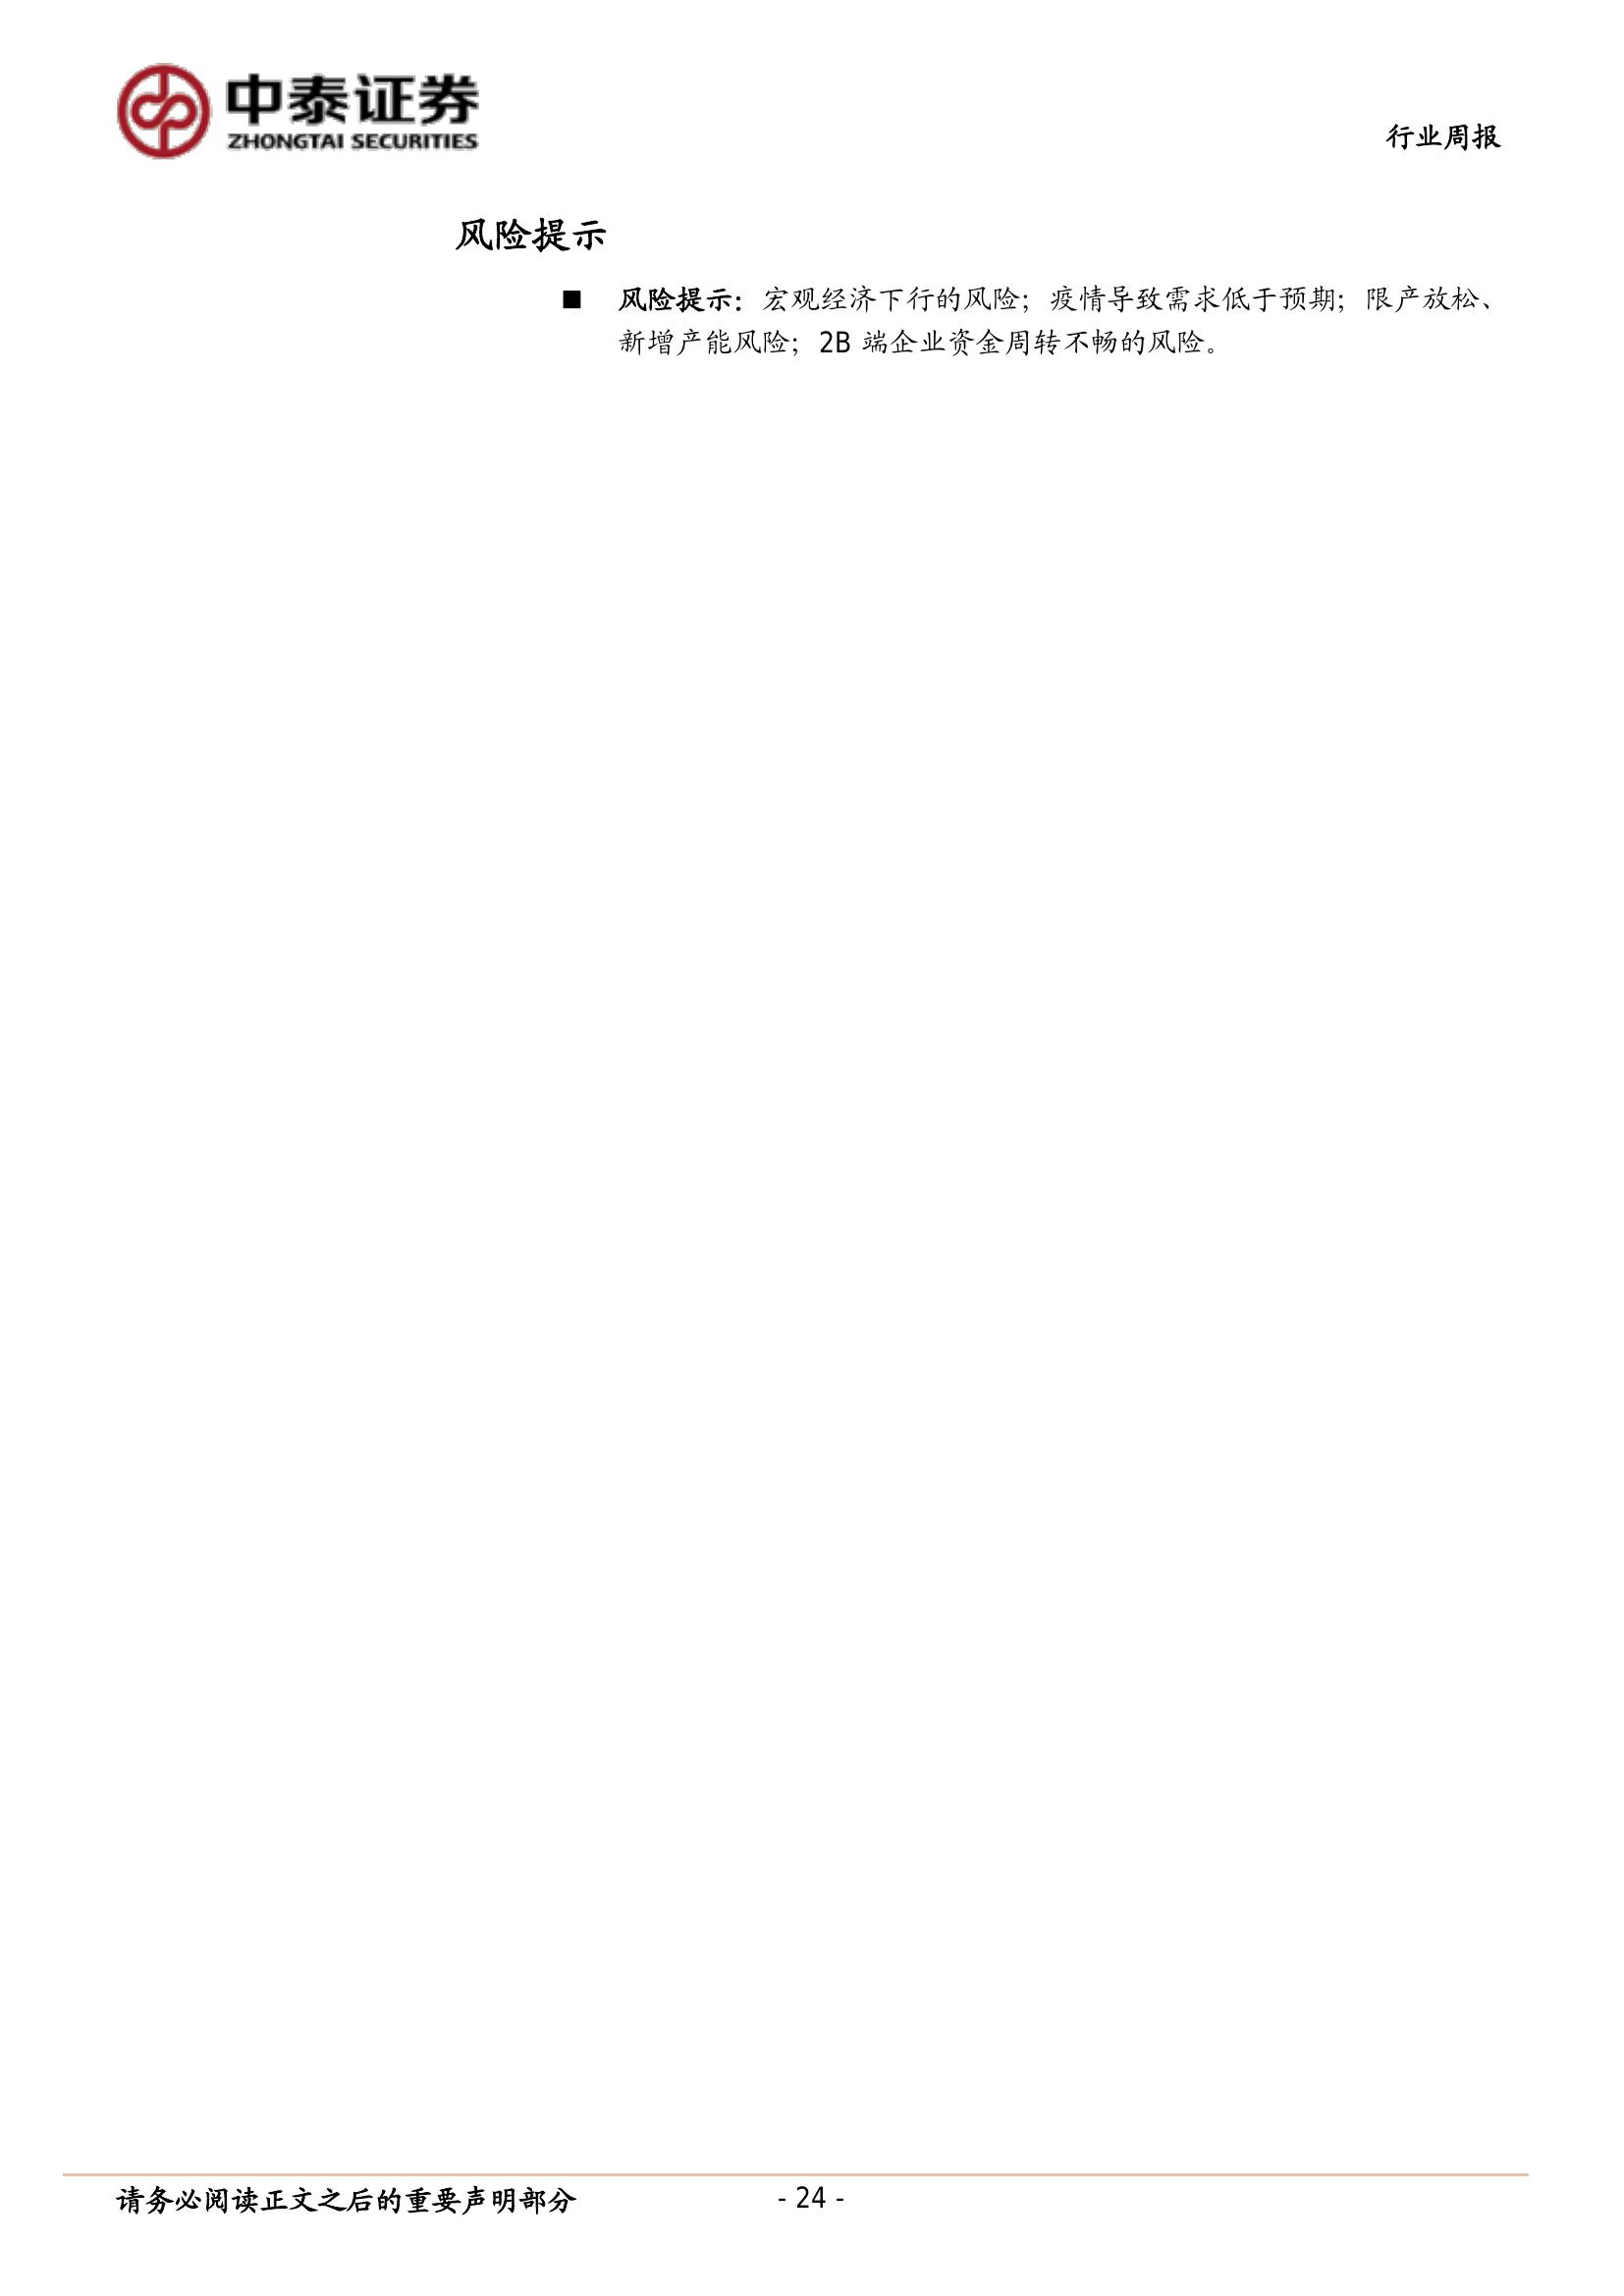 中泰证券
ZHONGTAI SECURITIES
行业周报
风险提示
■ 风险提示：宏观经济下行的风险；疫情导致需求低于预期；限产放松、
新增产能风险；2B 端企业资金周转不畅的风险。
请务必阅读正文之后的重要声明部分
- 24 -